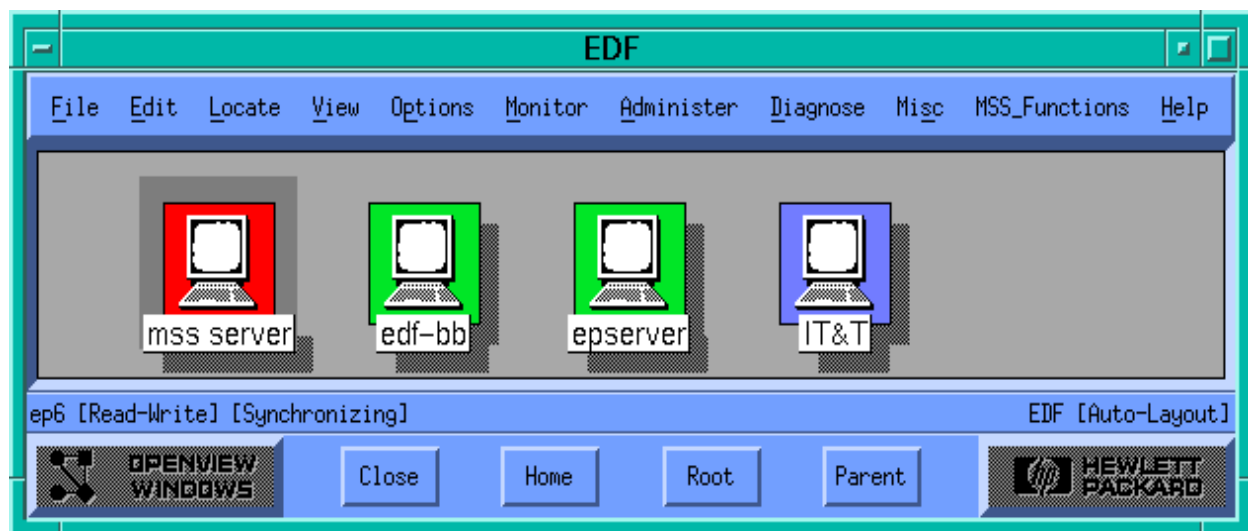 EDF
File Edit Locate View Options Monitor Administer Diagnose Misc MSS_Functions Help
mss server edf-bb epserver IT&T
ep6 [Read-Write] [Synchronizing] EDF [Auto-Layout]
OPENVIEW
WINDOWS
Close Home Root Parent
hp
HEWLETT
PACKARD